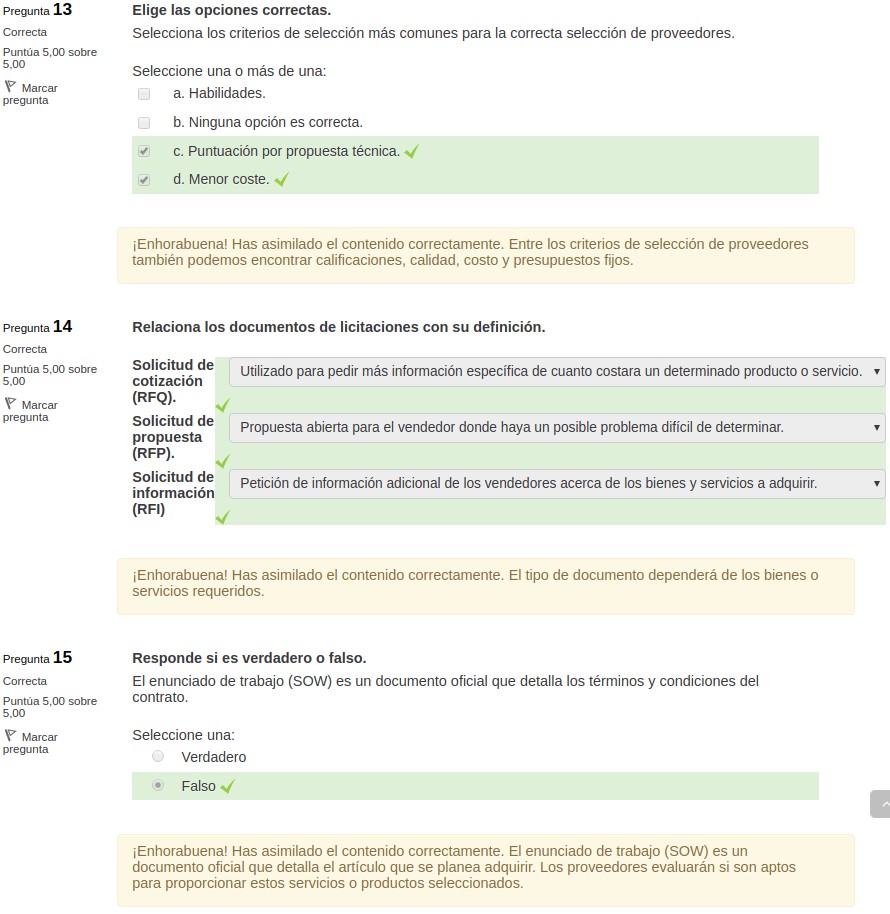 Pregunta 13
Correcta
Puntúa 5,00 sobre
5,00
Marcar
pregunta
Elige las opciones correctas.
Selecciona los criterios de selección más comunes para la correcta selección de proveedores.
Seleccione una o más de una:
a. Habilidades.
b. Ninguna opción es correcta.
c. Puntuación por propuesta técnica.
d. Menor coste.
¡Enhorabuena! Has asimilado el contenido correctamente. Entre los criterios de selección de proveedores
también podemos encontrar calificaciones, calidad, costo y presupuestos fijos.
Pregunta 14
Correcta
Puntúa 5,00 sobre
5,00
Marcar
pregunta
Relaciona los documentos de licitaciones con su definición.
Solicitud de
cotización
(RFQ).
Utilizado para pedir más información específica de cuanto costara un determinado producto o servicio.
Solicitud de
propuesta
(RFP).
Propuesta abierta para el vendedor donde haya un posible problema difícil de determinar.
Solicitud de
información
(RFI)
Petición de información adicional de los vendedores acerca de los bienes y servicios a adquirir.
¡Enhorabuena! Has asimilado el contenido correctamente. El tipo de documento dependerá de los bienes o
servicios requeridos.
Pregunta 15
Correcta
Puntúa 5,00 sobre
5,00
Marcar
pregunta
Responde si es verdadero o falso.
El enunciado de trabajo (SOW) es un documento oficial que detalla los términos y condiciones del
contrato.
Seleccione una:
Verdadero
Falso
¡Enhorabuena! Has asimilado el contenido correctamente. El enunciado de trabajo (SOW) es un
documento oficial que detalla el artículo que se planea adquirir. Los proveedores evaluarán si son aptos
para proporcionar estos servicios o productos seleccionados.